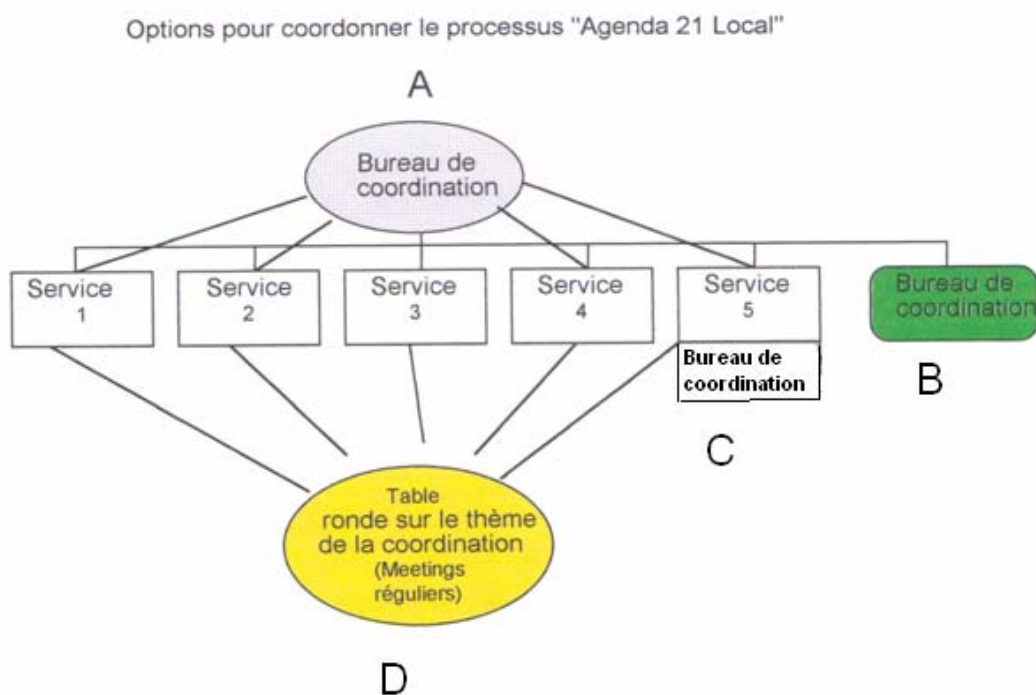 Options pour coordonner le processus "Agenda 21 Local"
A
Bureau de
coordination
Service
1
Service
2
Service
3
Service
4
Service
5
Bureau de
coordination
Bureau de
coordination
B
C
Table
ronde sur le thème
de la coordination
(Meetings
réguliers)
D